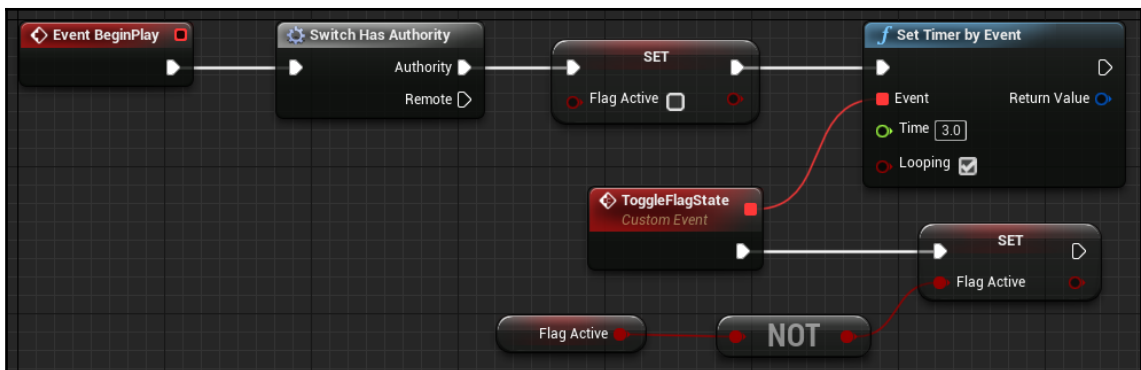 Event BeginPlay
Switch Has Authority
Authority
Remote
SET
Flag Active
f Set Timer by Event
Event
Return Value
Time 3.0
Looping
ToggleFlagState
Custom Event
SET
Flag Active
Flag Active
NOT